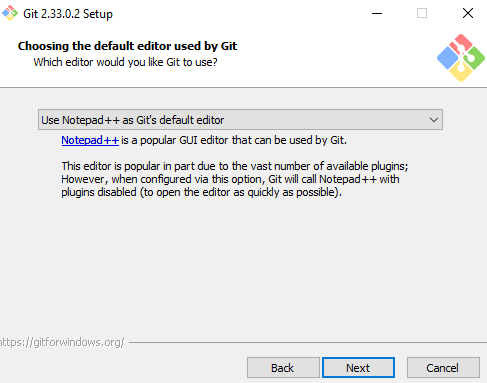 Git 2.33.0.2 Setup
Choosing the default editor used by Git
Which editor would you like Git to use?
Use Notepad++ as Git's default editor
Notepad++ is a popular GUI editor that can be used by Git.
This editor is popular in part due to the vast number of available plugins;
However, when configured via this option, Git will call Notepad++ with
plugins disabled (to open the editor as quickly as possible).
https://gitforwindows.org/
Back
Next
Cancel